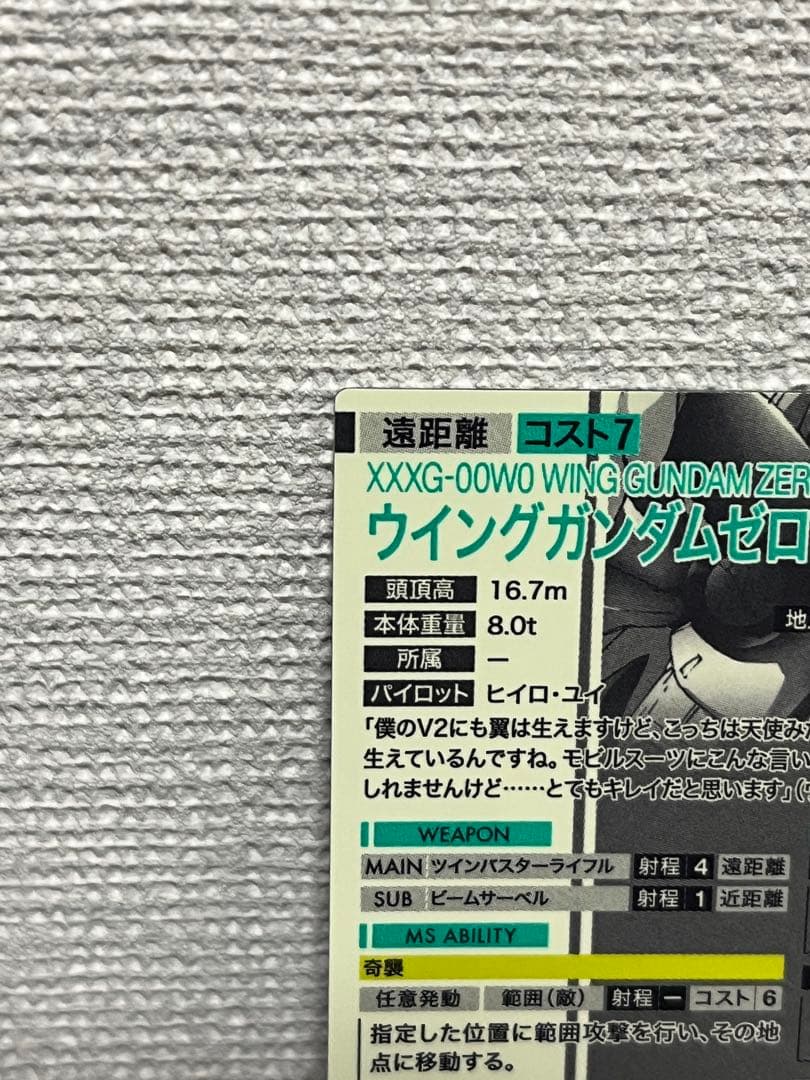 遠距離 コスト7
XXXG-00W0 WING GUNDAM ZER
ウイングガンダムゼロ
頭頂高 16.7m
地
本体重量 8.0t
所属 ー
パイロット ヒイロ・ユイ
「僕のV2にも翼は生えますけど、こっちは天使み
生えているんですね。モビルスーツにこんな言い
しれませんけど……とてもキレイだと思います」(
WEAPON
MAIN ツインバスターライフル 射程 4 遠距離
SUB ビームサーベル 射程 1 近距離
MS ABILITY
奇襲
任意発動 範囲(敵) 射程 ー コスト 6
指定した位置に範囲攻撃を行い、その地
点に移動する。